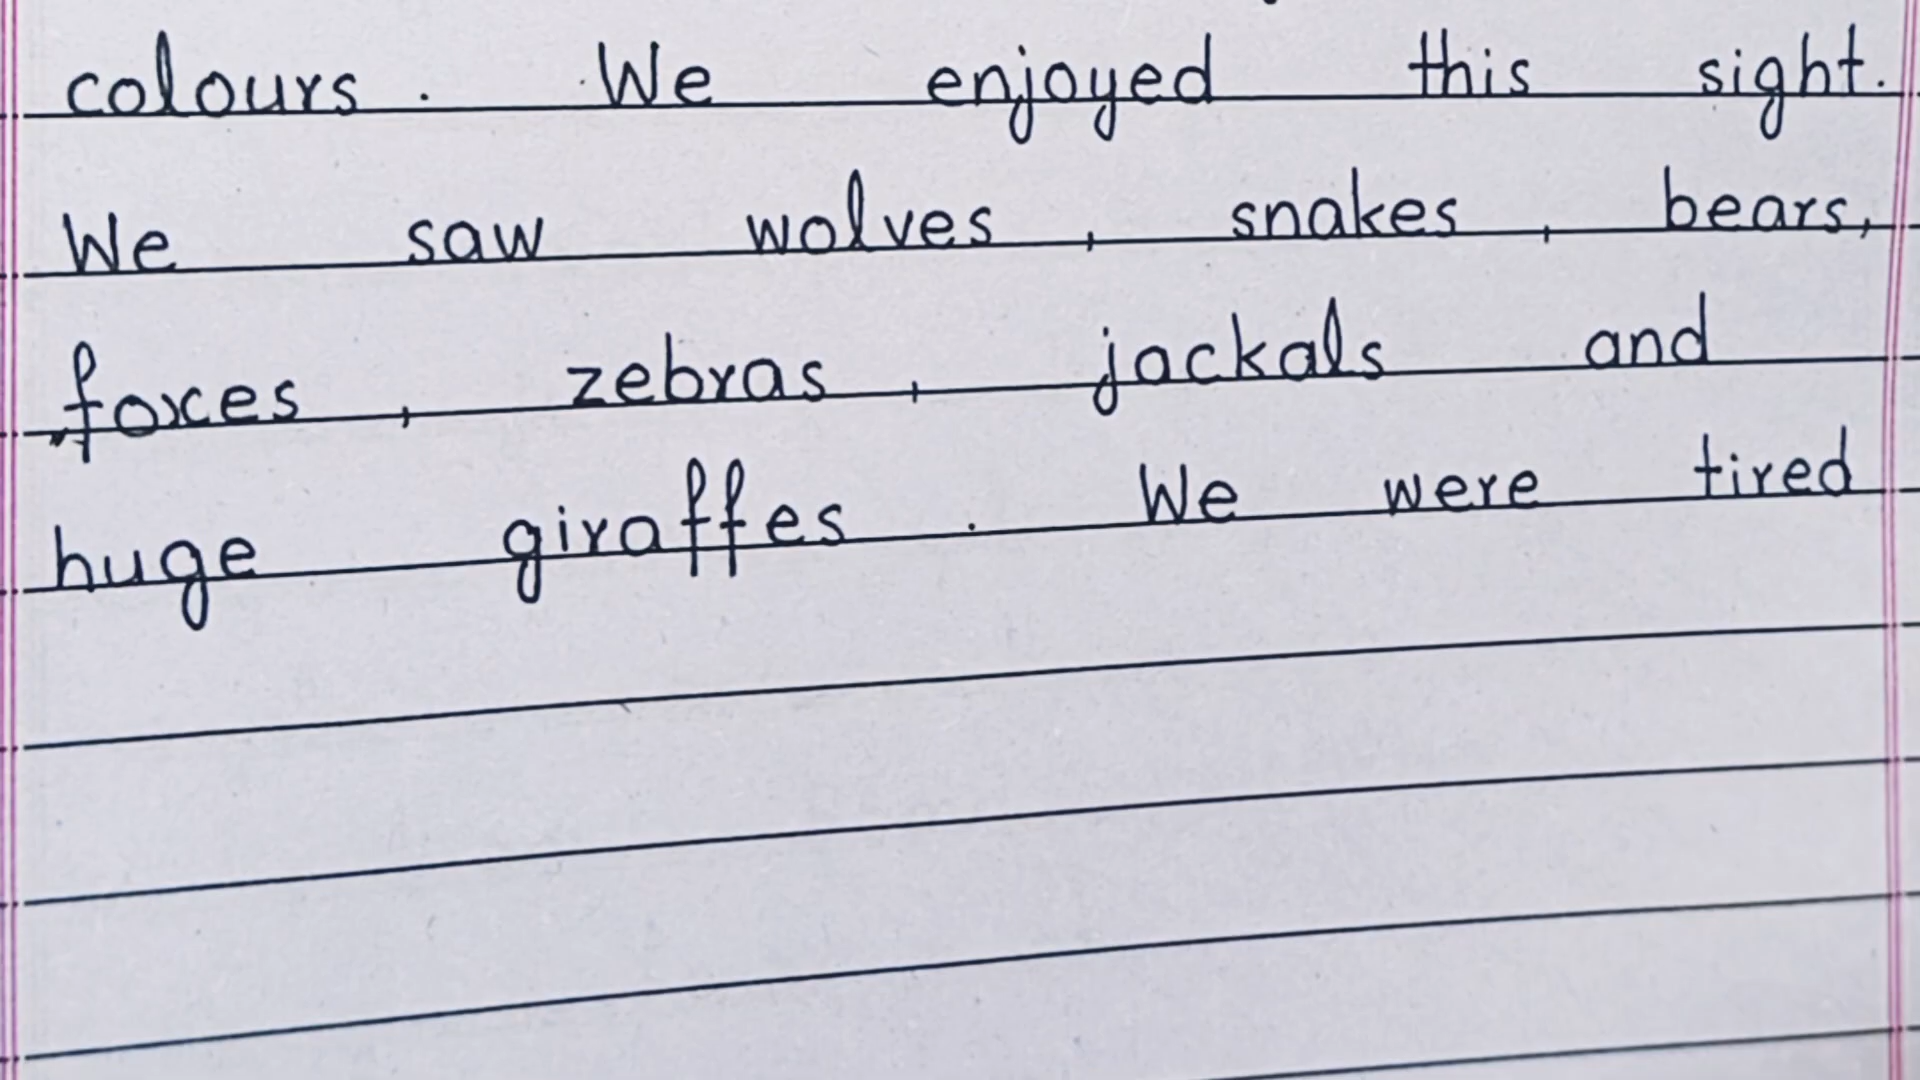 colours. We enjoyed this sight.
We saw wolves, snakes, bears,
foxes, zebras, jackals and
huge giraffes. We were tired